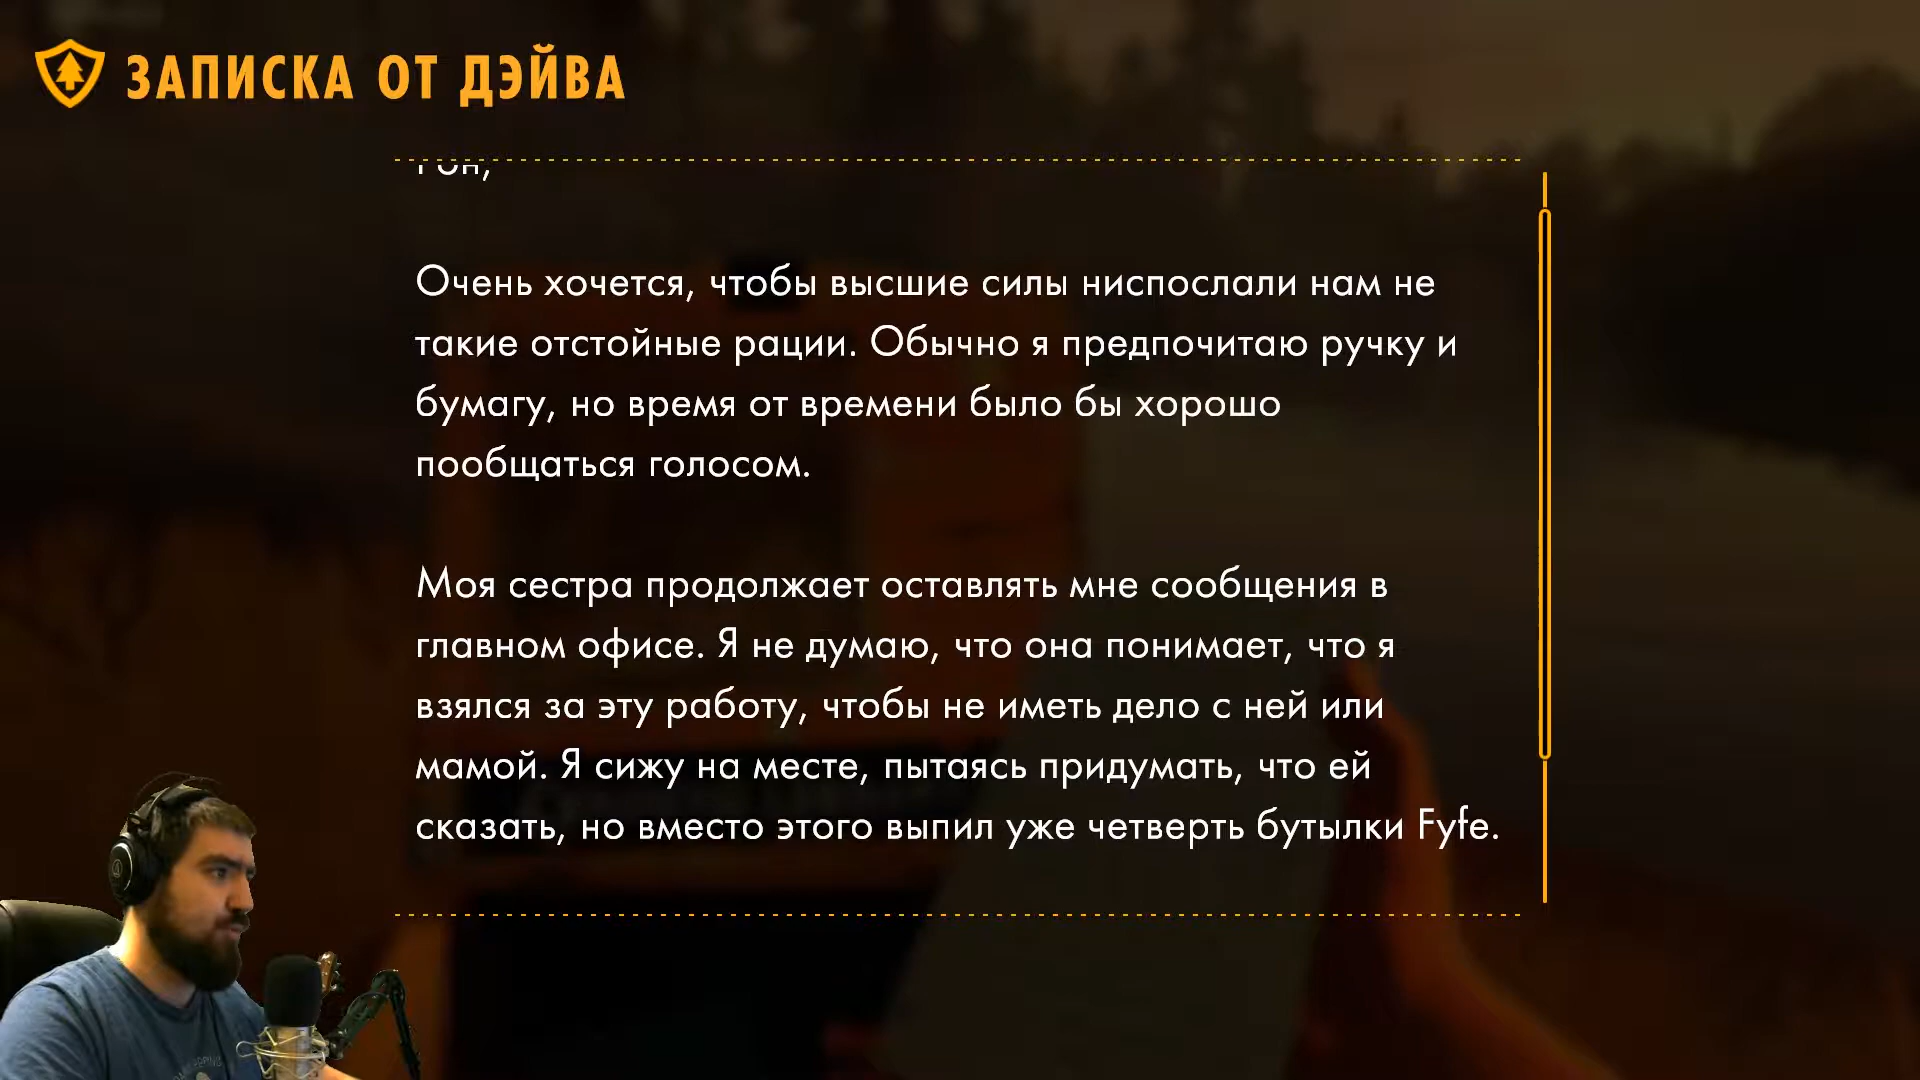 ЗАПИСКА ОТ ДЭЙВА
Очень хочется, чтобы высшие силы ниспослали нам не
такие отстойные рации. Обычно я предпочитаю ручку и
бумагу, но время от времени было бы хорошо
пообщаться голосом.
Моя сестра продолжает оставлять мне сообщения в
главном офисе. Я не думаю, что она понимает, что я
взялся за эту работу, чтобы не иметь дело с ней или
мамой. Я сижу на месте, пытаясь придумать, что ей
сказать, но вместо этого выпил уже четверть бутылки Fyfe.